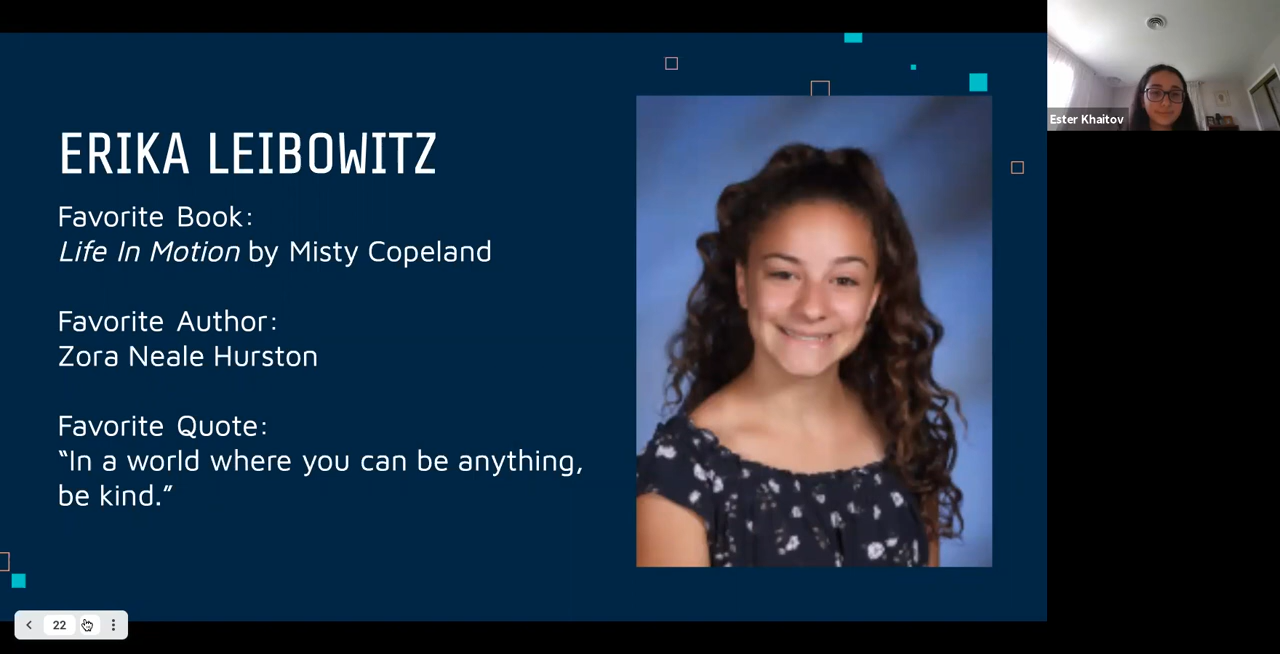 ERIKA LEIBOWITZ
Favorite Book:
Life In Motion by Misty Copeland
Favorite Author:
Zora Neale Hurston
Favorite Quote:
“In a world where you can be anything,
be kind.”
22
Ester Khaitov